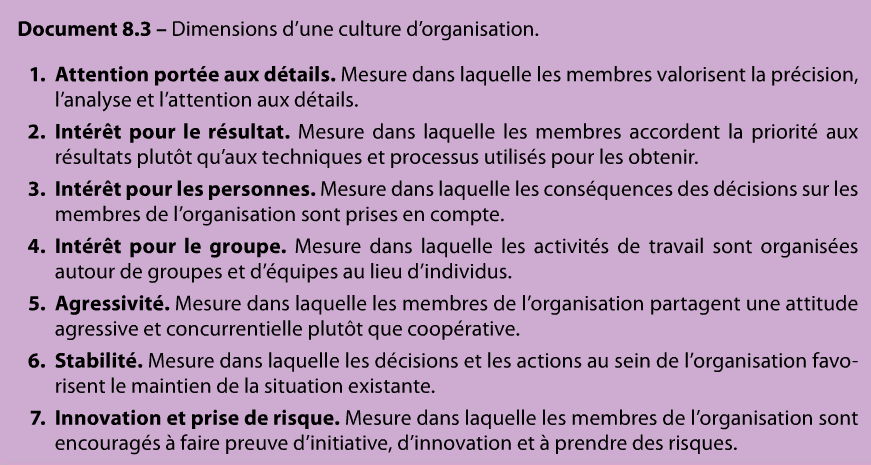 Document 8.3 – Dimensions d’une culture d’organisation.
1. Attention portée aux détails. Mesure dans laquelle les membres valorisent la précision,
l’analyse et l’attention aux détails.
2. Intérêt pour le résultat. Mesure dans laquelle les membres accordent la priorité aux
résultats plutôt qu’aux techniques et processus utilisés pour les obtenir.
3. Intérêt pour les personnes. Mesure dans laquelle les conséquences des décisions sur les
membres de l’organisation sont prises en compte.
4. Intérêt pour le groupe. Mesure dans laquelle les activités de travail sont organisées
autour de groupes et d’équipes au lieu d’individus.
5. Agressivité. Mesure dans laquelle les membres de l’organisation partagent une attitude
agressive et concurrentielle plutôt que coopérative.
6. Stabilité. Mesure dans laquelle les décisions et les actions au sein de l’organisation favo-
risent le maintien de la situation existante.
7. Innovation et prise de risque. Mesure dans laquelle les membres de l’organisation sont
encouragés à faire preuve d’initiative, d’innovation et à prendre des risques.